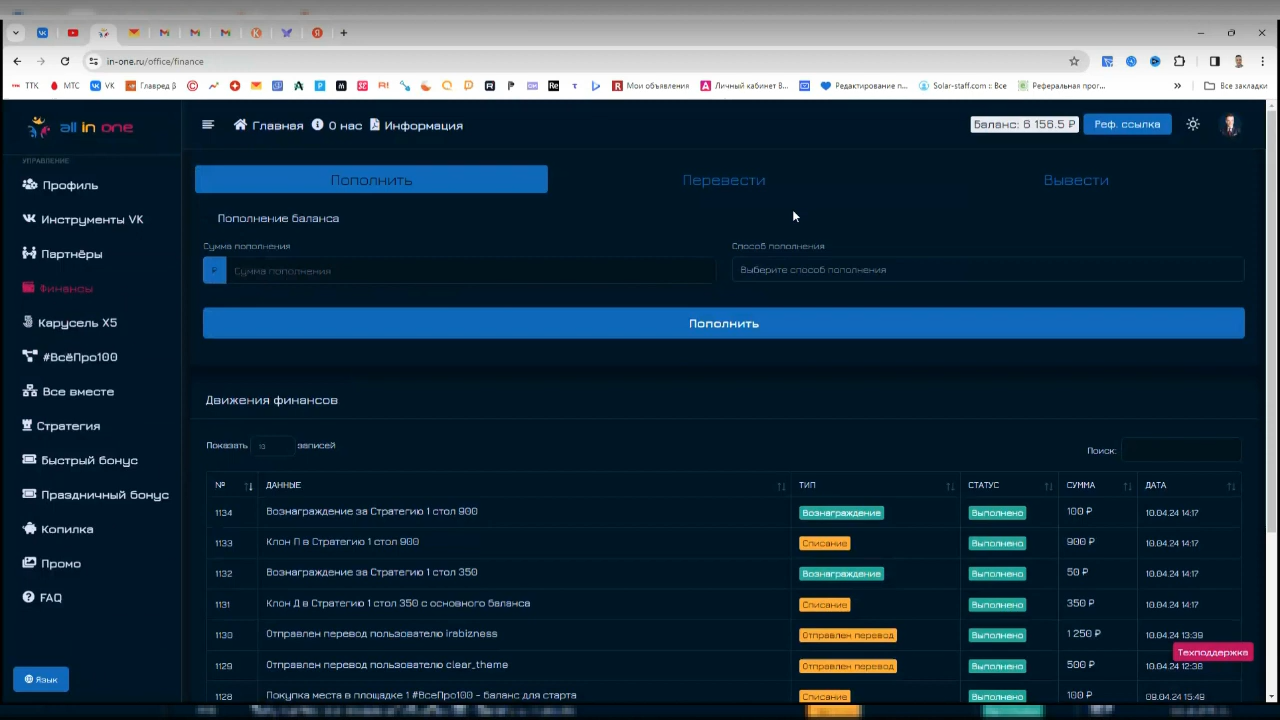 in-one.ru/office/finance
ТТК МТС VK Главред β Мои объявления Личный кабинет В... Редактирование п... Solar-staff.com :: Все Реферальная прог... Все закладки
all in one
Главная О нас Информация
Баланс: 6 156.5 ₽ Реф. ссылка
УПРАВЛЕНИЕ
Профиль
Инструменты VK
Партнёры
Финансы
Карусель Х5
#ВсёПро100
Все вместе
Стратегия
Быстрый бонус
Праздничный бонус
Копилка
Промо
FAQ
Язык
Пополнить Перевести Вывести
Пополнение баланса
Сумма пополнения Способ пополнения
₽ Сумма пополнения Выберите способ пополнения
Пополнить
Движения финансов
Показать 10 записей Поиск:
№ ДАННЫЕ ТИП СТАТУС СУММА ДАТА
1134 Вознаграждение за Стратегию 1 стол 900 Вознаграждение Выполнено 100 ₽ 10.04.24 14:17
1133 Клон П в Стратегию 1 стол 900 Списание Выполнено 900 ₽ 10.04.24 14:17
1132 Вознаграждение за Стратегию 1 стол 350 Вознаграждение Выполнено 50 ₽ 10.04.24 14:17
1131 Клон Д в Стратегию 1 стол 350 с основного баланса Списание Выполнено 350 ₽ 10.04.24 14:17
1130 Отправлен перевод пользователю irabizness Отправлен перевод Выполнено 1 250 ₽ 10.04.24 13:39
Техподдержка
1129 Отправлен перевод пользователю clear_theme Отправлен перевод Выполнено 500 ₽ 10.04.24 12:38
1128 Покупка места в площадке 1 #ВсеПро100 - баланс для старта Списание Выполнено 100 ₽ 09.04.24 15:49